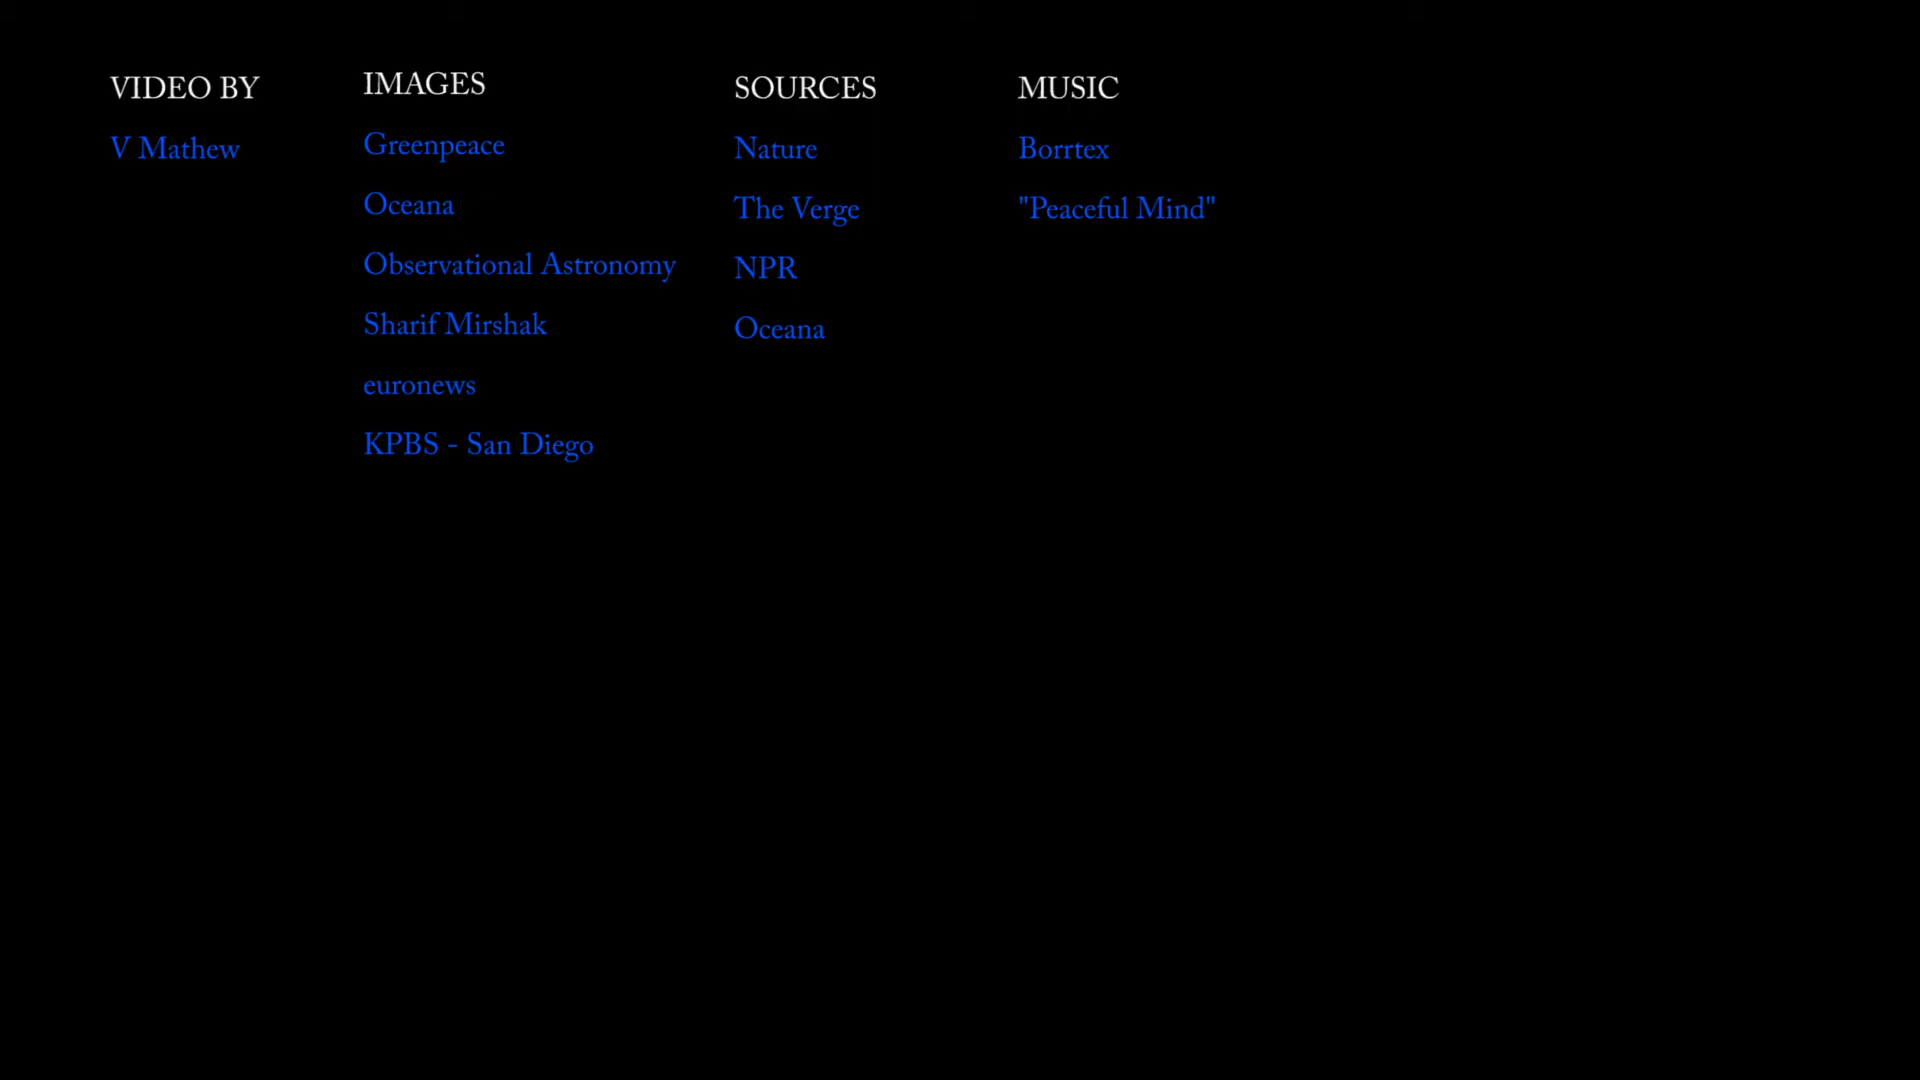 VIDEO BY
V Mathew
IMAGES
Greenpeace
Oceana
Observational Astronomy
Sharif Mirshak
euronews
KPBS - San Diego
SOURCES
Nature
The Verge
NPR
Oceana
MUSIC
Borrtex
"Peaceful Mind"